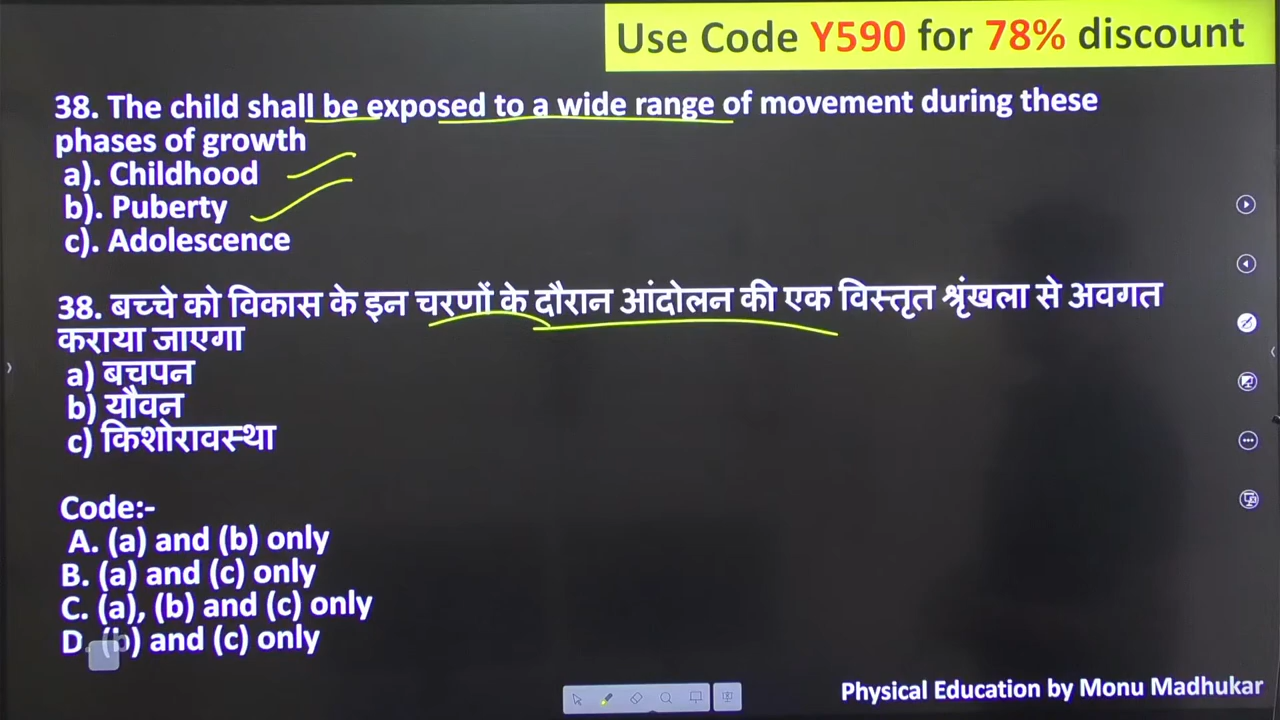 Use Code Y590 for 78% discount
38. The child shall be exposed to a wide range of movement during these
phases of growth
a). Childhood
b). Puberty
c). Adolescence
38. बच्चे को विकास के इन चरणों के दौरान आंदोलन की एक विस्तृत श्रृंखला से अवगत
कराया जाएगा
a) बचपन
b) यौवन
c) किशोरावस्था
Code:-
A. (a) and (b) only
B. (a) and (c) only
C. (a), (b) and (c) only
D. (b) and (c) only
Physical Education by Monu Madhukar